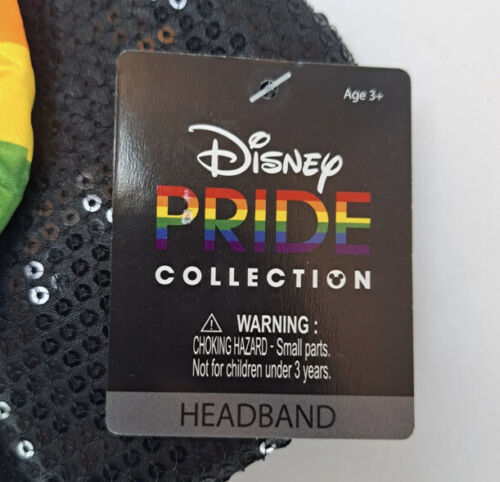 Age 3+
Disney
PRIDE
COLLECTION
WARNING :
CHOKING HAZARD - Small parts.
Not for children under 3 years.
HEADBAND